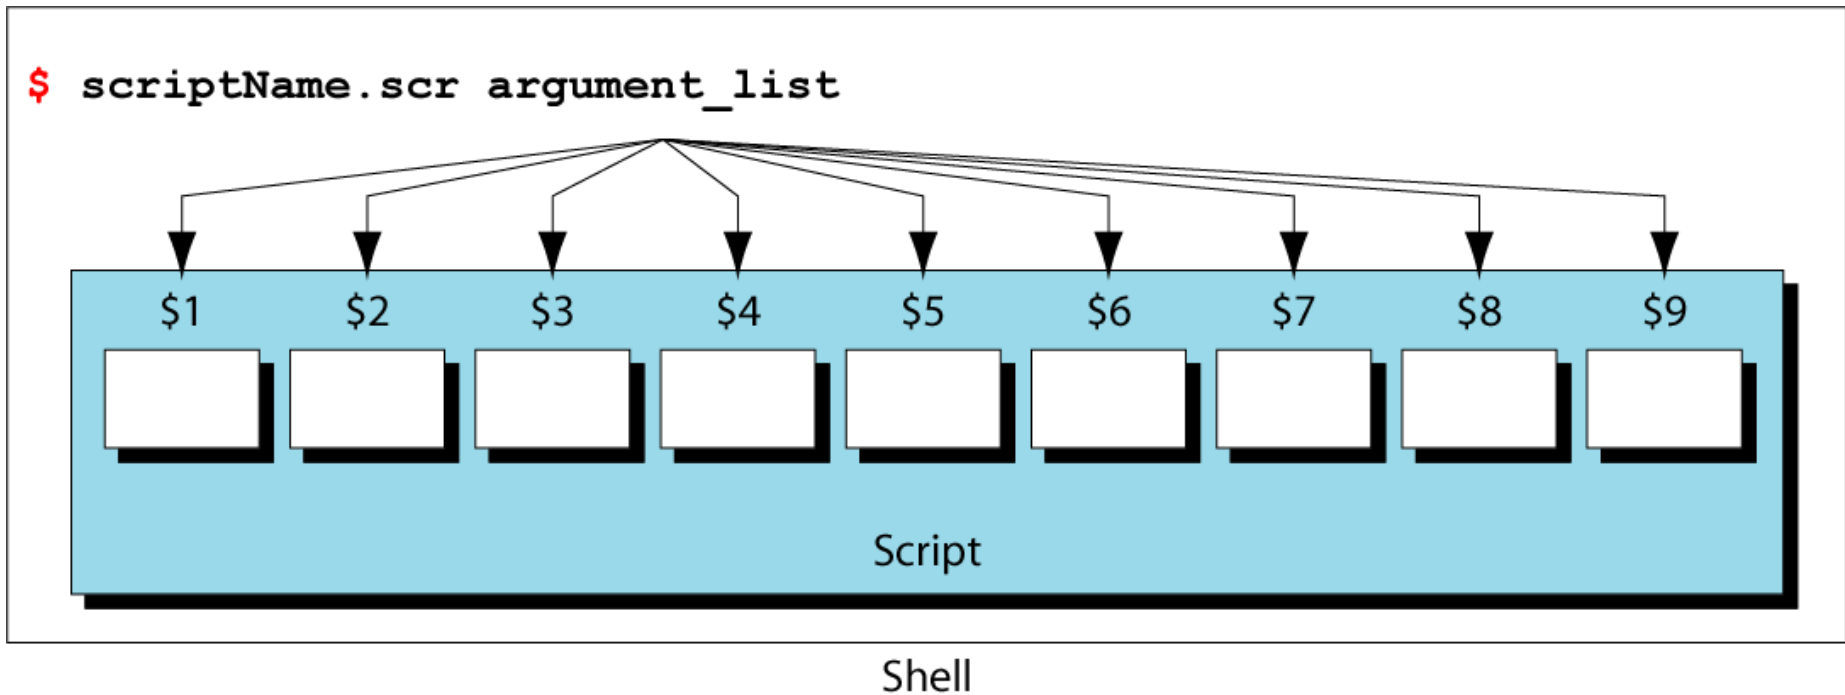 $ scriptName.scr argument_list
$1 $2 $3 $4 $5 $6 $7 $8 $9
Script
Shell